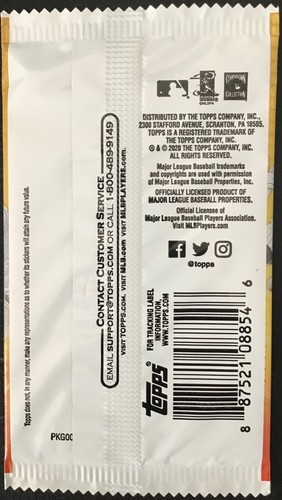 DISTRIBUTED BY THE TOPPS COMPANY, INC.,
2300 STAFFORD AVENUE, SCRANTON, PA 18505.
TOPPS IS A REGISTERED TRADEMARK OF
THE TOPPS COMPANY, INC.
® & © 2020 THE TOPPS COMPANY, INC.
ALL RIGHTS RESERVED.
Major League Baseball trademarks
and copyrights are used with permission
of Major League Baseball Properties, Inc.
OFFICIALLY LICENSED PRODUCT OF
MAJOR LEAGUE BASEBALL PROPERTIES.
Official Licensee of
Major League Baseball Players Association.
Visit MLBPlayers.com
@topps
CONTACT CUSTOMER SERVICE
EMAIL SUPPORT@TOPPS.COM OR CALL 1-800-489-9149
VISIT TOPPS.COM, VISIT MLB.com VISIT MLBPLAYERS.com
Topps does not, in any manner, make any representations as to whether its stickers will attain any future value.
PKG00
Topps®
FOR TRACKING LABEL
INFORMATION,
WWW.TOPPS.COM
8 87521 08854 6